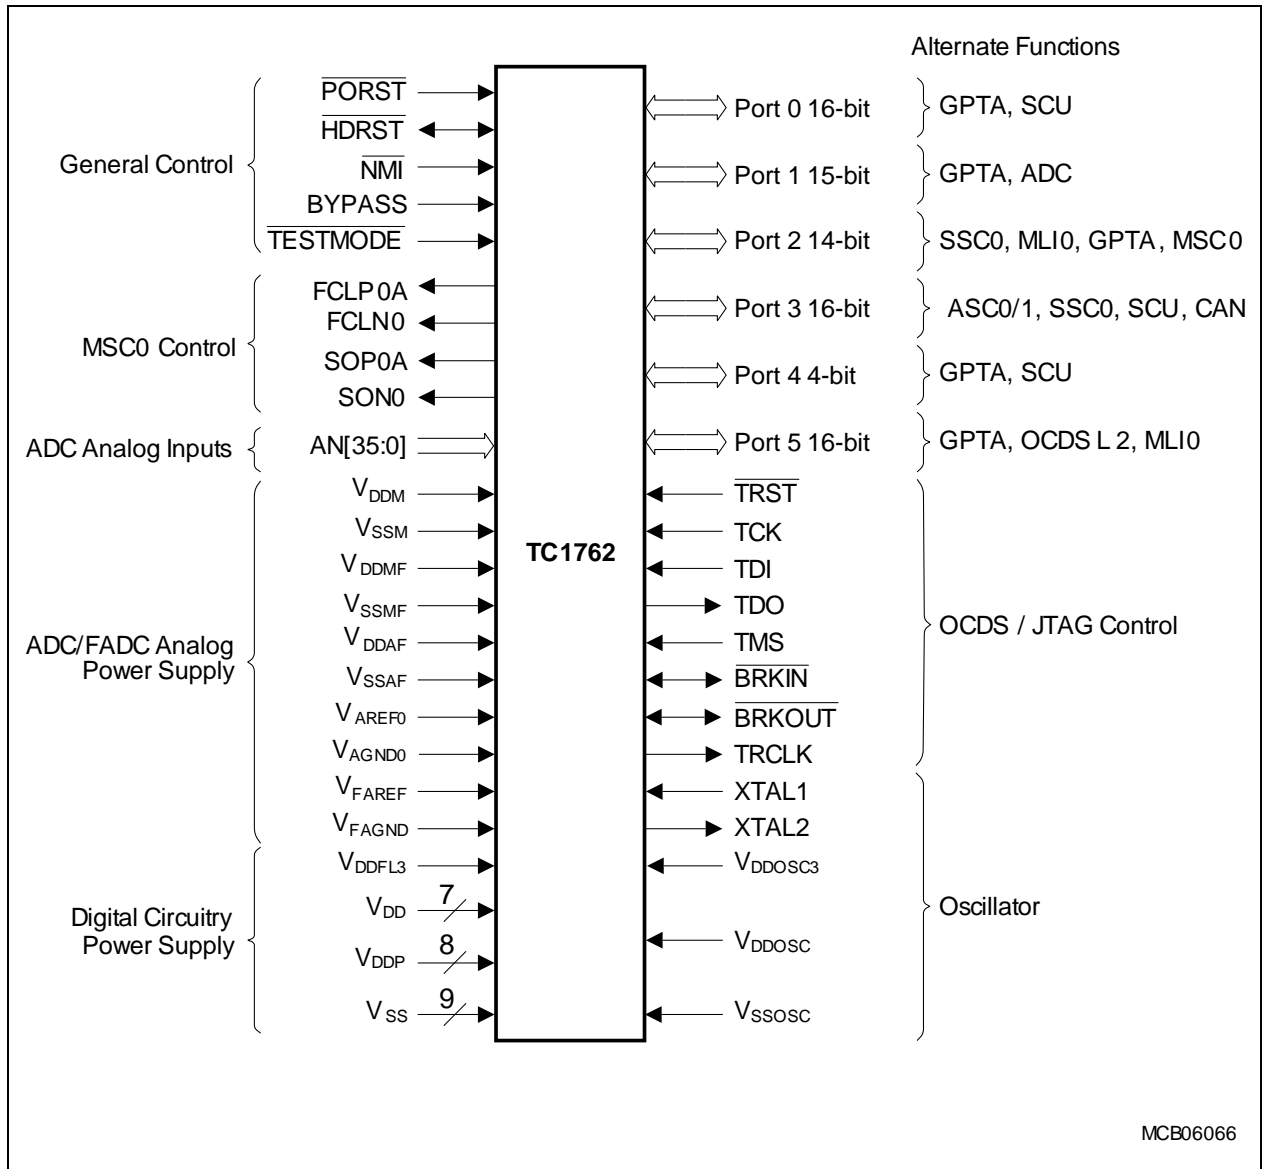 Alternate Functions
General Control
PORST
HDRST
NMI
BYPASS
TESTMODE
MSC0 Control
FCLP0A
FCLN0
SOP0A
SON0
ADC Analog Inputs
AN[35:0]
ADC/FADC Analog
Power Supply
VDDM
VSSM
VDDMF
VSSMF
VDDAF
VSSAF
VAREF0
VAGND0
VFAREF
VFAGND
Digital Circuitry
Power Supply
VDDFL3
VDD 7
VDDP 8
VSS 9
TC1762
Port 0 16-bit GPTA, SCU
Port 1 15-bit GPTA, ADC
Port 2 14-bit SSC0, MLI0, GPTA, MSC0
Port 3 16-bit ASC0/1, SSC0, SCU, CAN
Port 4 4-bit GPTA, SCU
Port 5 16-bit GPTA, OCDS L 2, MLI0
TRST
TCK
TDI
TDO
TMS
BRKIN
BRKOUT
TRCLK
OCDS / JTAG Control
XTAL1
XTAL2
VDDOSC3
VDDOSC
VSSOSC
Oscillator
MCB06066